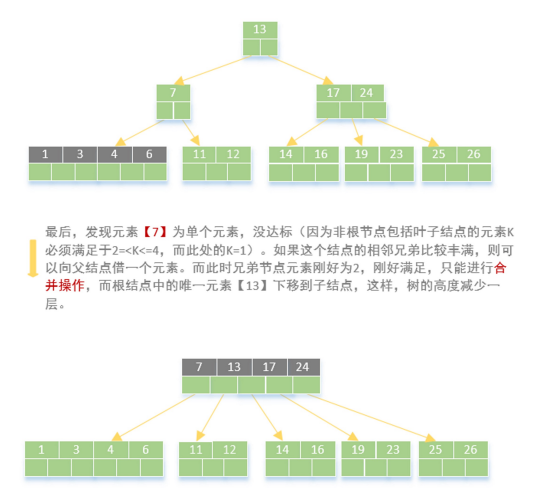 13
7
17 24
1 3 4 6 11 12 14 16 19 23 25 26
最后，发现元素【7】为单个元素，没达标（因为非根节点包括叶子结点的元素K
必须满足于2=<K<=4，而此处的K=1）。如果这个结点的相邻兄弟比较丰满，则可
以向父结点借一个元素。而此时兄弟节点元素刚好为2，刚好满足，只能进行合
并操作，而根结点中的唯一元素【13】下移到子结点，这样，树的高度减少一
层。
7 13 17 24
1 3 4 6 11 12 14 16 19 23 25 26